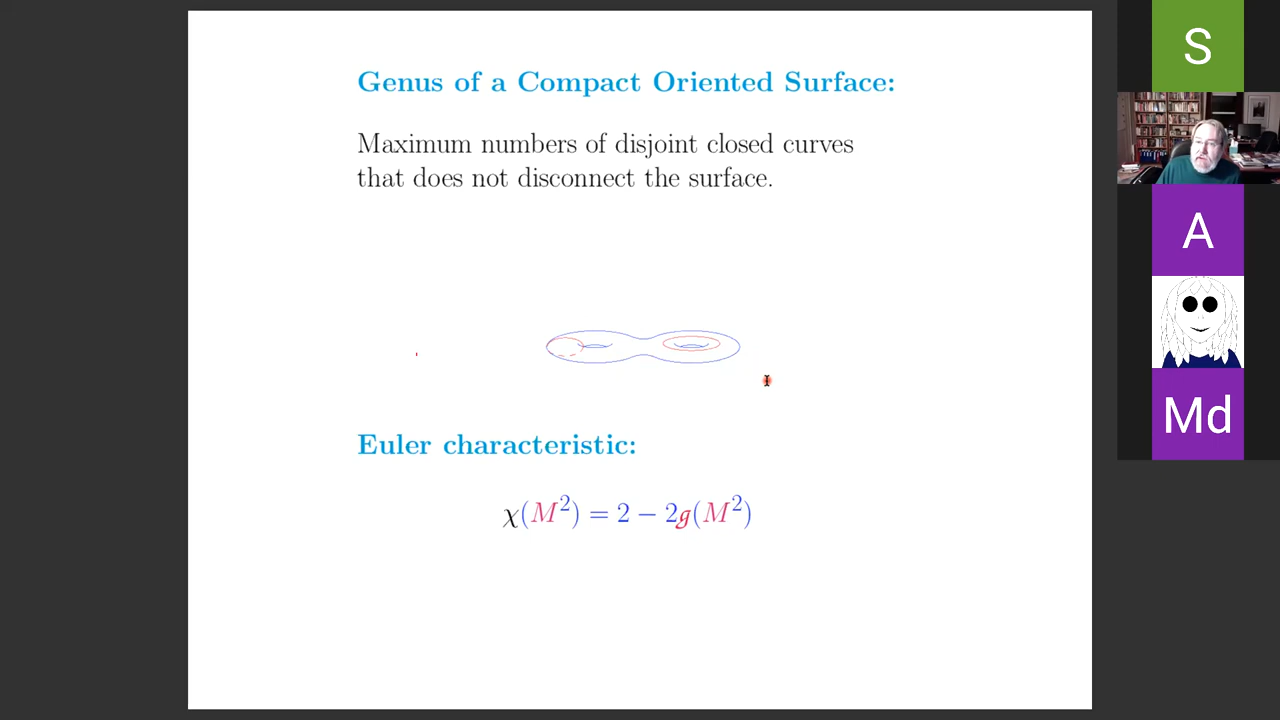 Genus of a Compact Oriented Surface:
Maximum numbers of disjoint closed curves
that does not disconnect the surface.
Euler characteristic:
χ(M²) = 2 − 2g(M²)
S
A
Md